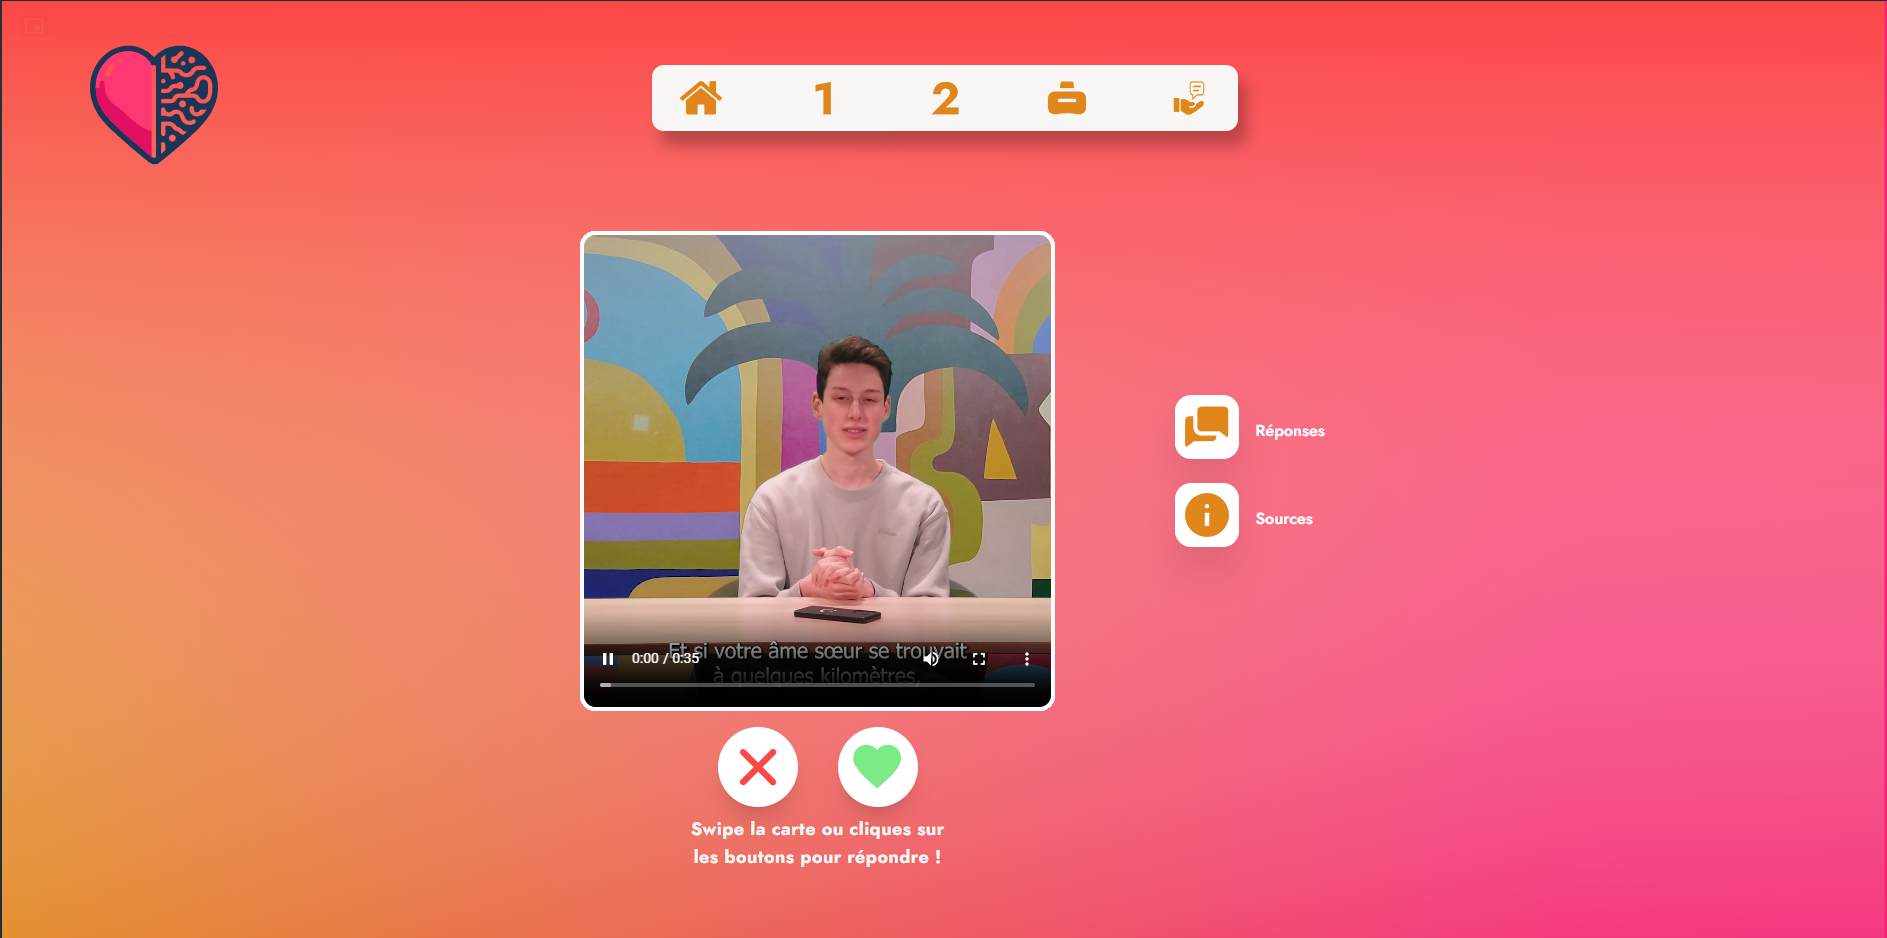 1
2
Et si votre âme sœur se trouvait
0:00 / 0:35
à quelques kilomètres,
Réponses
Sources
Swipe la carte ou cliques sur
les boutons pour répondre !